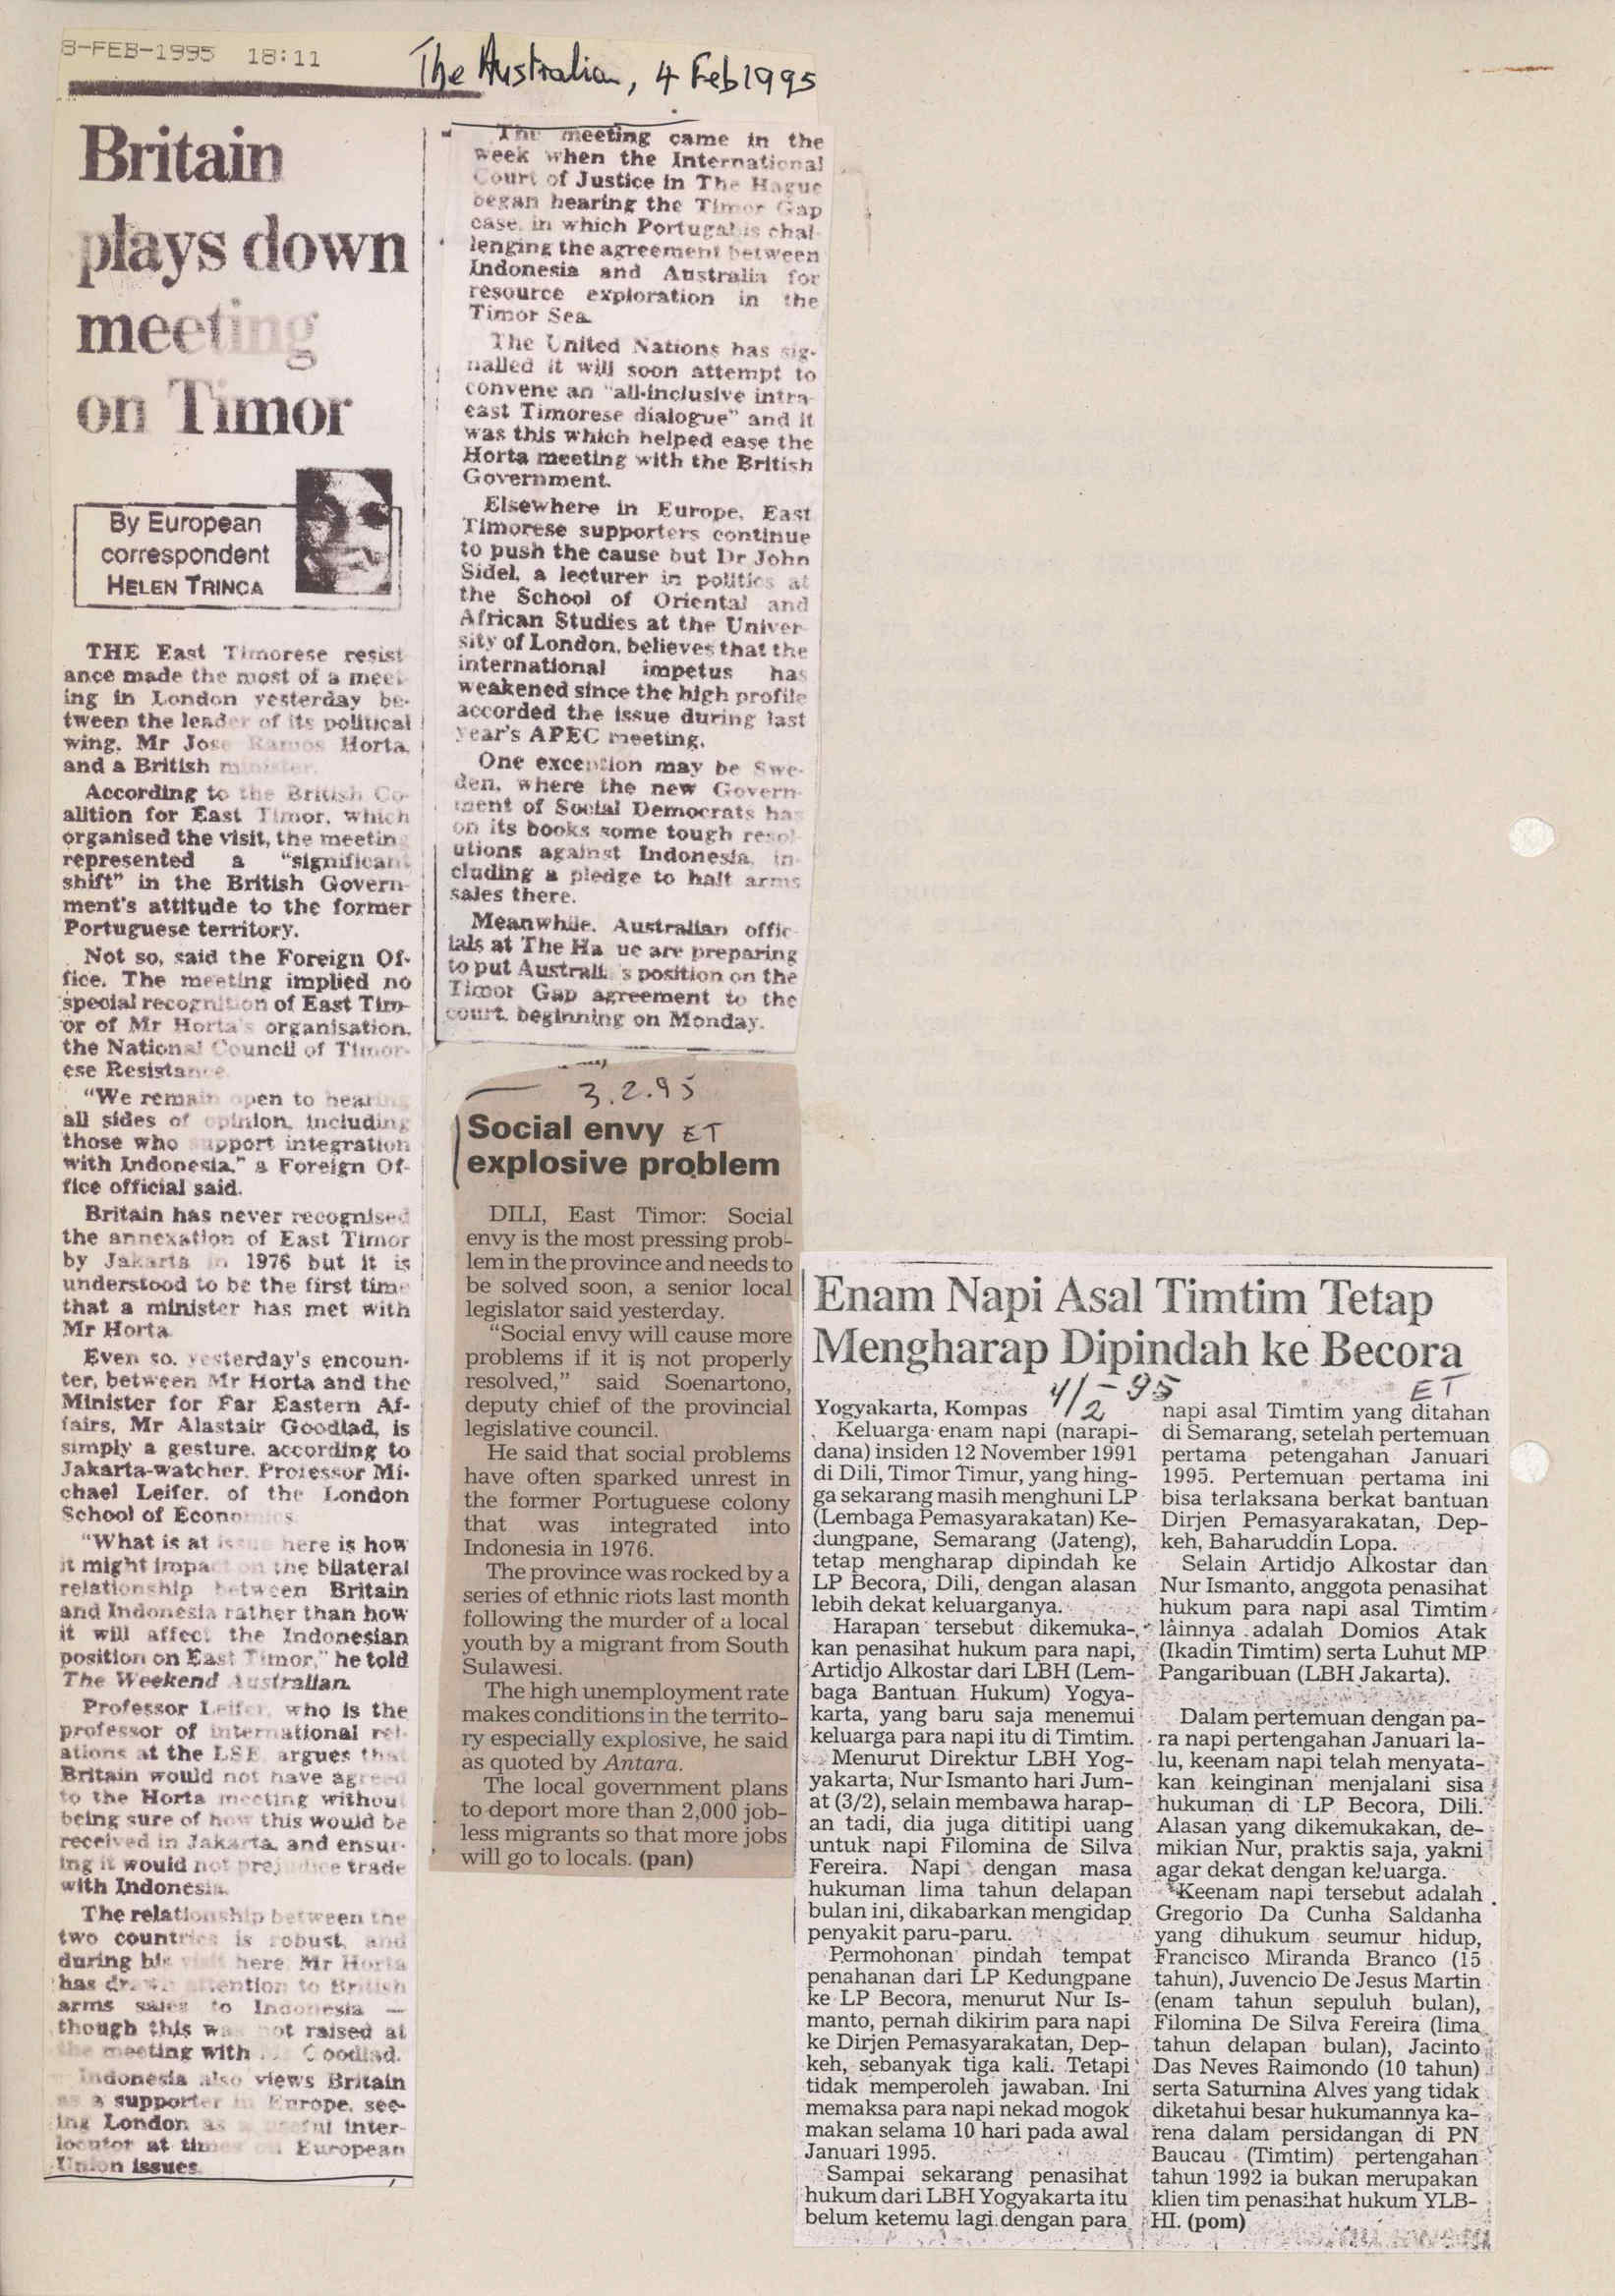 8-FEB-1995 18:11
The Australian, 4 Feb 1995
Britain
plays down
meeting
on Timor
By European
correspondent
HELEN TRINCA
THE East Timorese resist
ance made the most of a meet
ing in London yesterday be-
tween the leader of its political
wing, Mr Jose Ramos Horta,
and a British minister.
According to the British Co-
alition for East Timor, which
organised the visit, the meeting
represented a "significant
shift" in the British Govern-
ment's attitude to the former
Portuguese territory.
Not so, said the Foreign Of-
fice. The meeting implied no
special recognition of East Tim-
or of Mr Horta's organisation,
the National Council of Timor-
ese Resistance
"We remain open to hearing
all sides of opinion, including
those who support integration
with Indonesia," a Foreign Of-
fice official said.
Britain has never recognised
the annexation of East Timor
by Jakarta in 1976 but it is
understood to be the first time
that a minister has met with
Mr Horta
Even so, yesterday's encoun-
ter, between Mr Horta and the
Minister for Far Eastern Af-
fairs, Mr Alastair Goodlad, is
simply a gesture, according to
Jakarta-watcher, Professor Mi-
chael Leifer, of the London
School of Economics
"What is at issue here is how
it might impact on the bilateral
relationship between Britain
and Indonesia rather than how
it will affect the Indonesian
position on East Timor," he told
The Weekend Australian.
Professor Leifer, who is the
professor of international rel-
ations at the LSE, argues that
Britain would not have agreed
to the Horta meeting without
being sure of how this would be
received in Jakarta, and ensur-
ing it would not prejudice trade
with Indonesia.
The relationship between the
two countries is robust, and
during his visit here Mr Horta
has drawn attention to British
arms sales to Indonesia —
though this was not raised at
the meeting with Goodlad.
Indonesia also views Britain
as a supporter in Europe, see-
ing London as a useful inter-
locutor at times on European
Union issues.
The meeting came in the
week when the International
Court of Justice in The Hague
began hearing the Timor Gap
case, in which Portugal is chal-
lenging the agreement between
Indonesia and Australia for
resource exploration in the
Timor Sea.
The United Nations has sig-
nalled it will soon attempt to
convene an "all-inclusive intra-
east Timorese dialogue" and it
was this which helped ease the
Horta meeting with the British
Government.
Elsewhere in Europe, East
Timorese supporters continue
to push the cause but Dr John
Sidel, a lecturer in politics at
the School of Oriental and
African Studies at the Univer-
sity of London, believes that the
international impetus has
weakened since the high profile
accorded the issue during last
year's APEC meeting.
One exception may be Swe-
den, where the new Govern-
ment of Social Democrats has
on its books some tough resol-
utions against Indonesia, in-
cluding a pledge to halt arms
sales there.
Meanwhile, Australian offic-
ials at The Ha ue are preparing
to put Australi 's position on the
Timor Gap agreement to the
court, beginning on Monday.
3.2.95
Social envy ET
explosive problem
DILI, East Timor: Social
envy is the most pressing prob-
lem in the province and needs to
be solved soon, a senior local
legislator said yesterday.
"Social envy will cause more
problems if it is not properly
resolved," said Soenartono,
deputy chief of the provincial
legislative council.
He said that social problems
have often sparked unrest in
the former Portuguese colony
that was integrated into
Indonesia in 1976.
The province was rocked by a
series of ethnic riots last month
following the murder of a local
youth by a migrant from South
Sulawesi.
The high unemployment rate
makes conditions in the territo-
ry especially explosive, he said
as quoted by Antara.
The local government plans
to deport more than 2,000 job-
less migrants so that more jobs
will go to locals. (pan)
Enam Napi Asal Timtim Tetap
Mengharap Dipindah ke Becora
4/2-95 ET
Yogyakarta, Kompas
Keluarga enam napi (narapi-
dana) insiden 12 November 1991
di Dili, Timor Timur, yang hing-
ga sekarang masih menghuni LP
(Lembaga Pemasyarakatan) Ke-
dungpane, Semarang (Jateng),
tetap mengharap dipindah ke
LP Becora, Dili, dengan alasan
lebih dekat keluarganya.
Harapan tersebut dikemuka-
kan penasihat hukum para napi,
Artidjo Alkostar dari LBH (Lem-
baga Bantuan Hukum) Yogya-
karta, yang baru saja menemui
keluarga para napi itu di Timtim.
Menurut Direktur LBH Yog-
yakarta, Nur Ismanto hari Jum-
at (3/2), selain membawa harap-
an tadi, dia juga dititipi uang
untuk napi Filomina de Silva
Fereira. Napi dengan masa
hukuman lima tahun delapan
bulan ini, dikabarkan mengidap
penyakit paru-paru.
Permohonan pindah tempat
penahanan dari LP Kedungpane
ke LP Becora, menurut Nur Is-
manto, pernah dikirim para napi
ke Dirjen Pemasyarakatan, Dep-
keh, sebanyak tiga kali. Tetapi
tidak memperoleh jawaban. Ini
memaksa para napi nekad mogok
makan selama 10 hari pada awal
Januari 1995.
Sampai sekarang penasihat
hukum dari LBH Yogyakarta itu
belum ketemu lagi dengan para
napi asal Timtim yang ditahan
di Semarang, setelah pertemuan
pertama petengahan Januari
1995. Pertemuan pertama ini
bisa terlaksana berkat bantuan
Dirjen Pemasyarakatan, Dep-
keh, Baharuddin Lopa.
Selain Artidjo Alkostar dan
Nur Ismanto, anggota penasihat
hukum para napi asal Timtim
lainnya adalah Domios Atak
(Ikadin Timtim) serta Luhut MP
Pangaribuan (LBH Jakarta).
Dalam pertemuan dengan pa-
ra napi pertengahan Januari la-
lu, keenam napi telah menyata-
kan keinginan menjalani sisa
hukuman di LP Becora, Dili.
Alasan yang dikemukakan, de-
mikian Nur, praktis saja, yakni
agar dekat dengan keluarga.
Keenam napi tersebut adalah
Gregorio Da Cunha Saldanha
yang dihukum seumur hidup,
Francisco Miranda Branco (15
tahun), Juvencio De Jesus Martin
(enam tahun sepuluh bulan),
Filomina De Silva Fereira (lima
tahun delapan bulan), Jacinto
Das Neves Raimondo (10 tahun)
serta Saturnina Alves yang tidak
diketahui besar hukumannya ka-
rena dalam persidangan di PN
Baucau (Timtim) pertengahan
tahun 1992 ia bukan merupakan
klien tim penasihat hukum YLB-
HI. (pom)